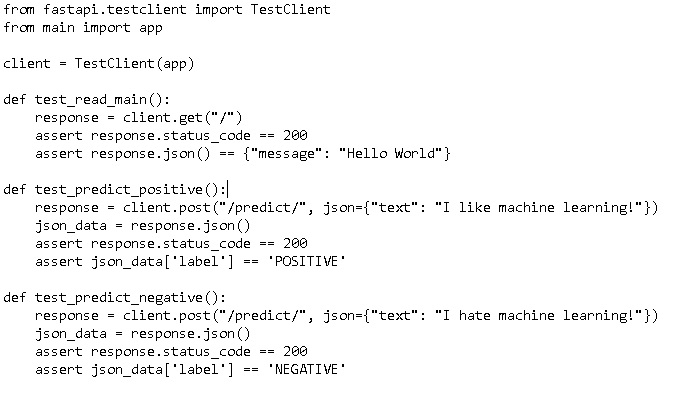 from fastapi.testclient import TestClient
from main import app

client = TestClient(app)

def test_read_main():
    response = client.get("/")
    assert response.status_code == 200
    assert response.json() == {"message": "Hello World"}

def test_predict_positive():
    response = client.post("/predict/", json={"text": "I like machine learning!"})
    json_data = response.json()
    assert response.status_code == 200
    assert json_data['label'] == 'POSITIVE'

def test_predict_negative():
    response = client.post("/predict/", json={"text": "I hate machine learning!"})
    json_data = response.json()
    assert response.status_code == 200
    assert json_data['label'] == 'NEGATIVE'